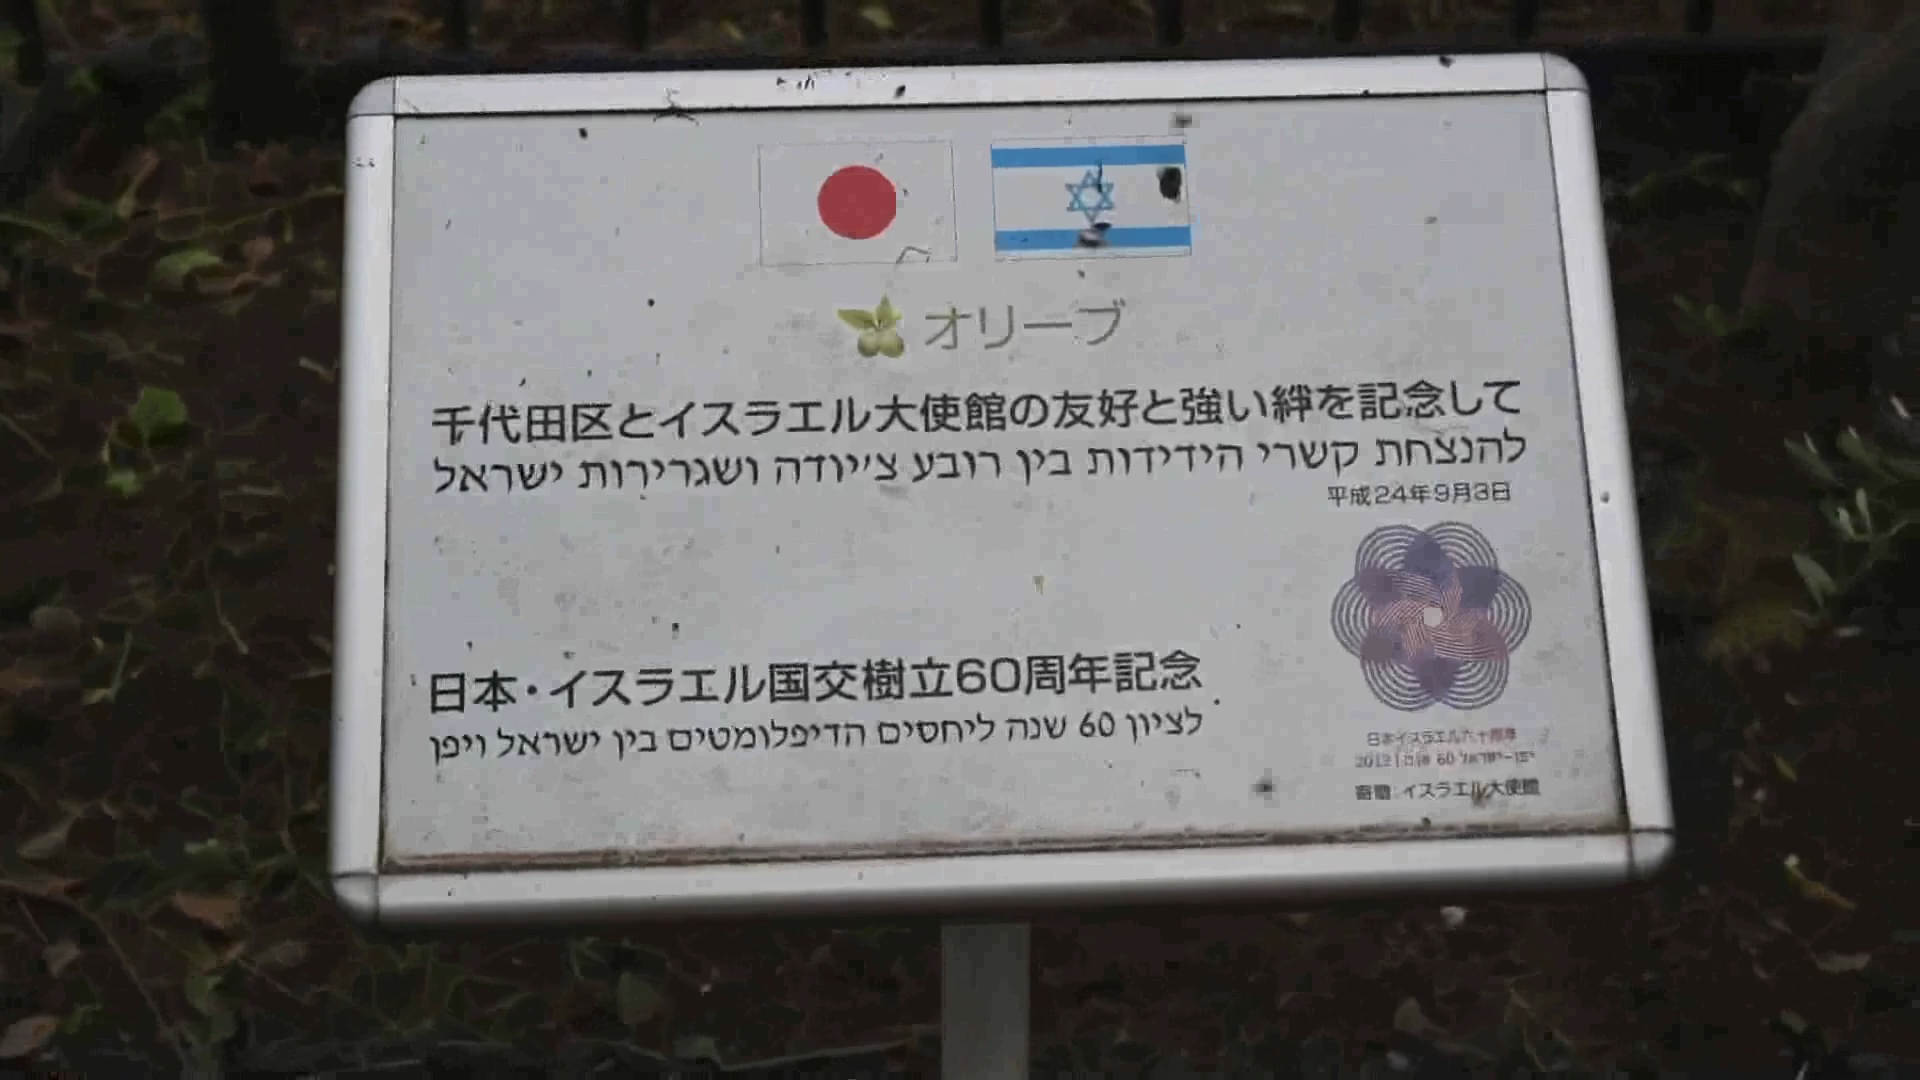 オリーブ
千代田区とイスラエル大使館の友好と強い絆を記念して
להנצחת קשרי הידידות בין רובע צ'יודה ושגרירות ישראל
平成24年9月3日
日本・イスラエル国交樹立60周年記念
לציון 60 שנה ליחסים הדיפלומטים בין ישראל ויפן
日本イスラエル六十周年
יפן-ישראל 60 שנים | 2012
寄贈：イスラエル大使館